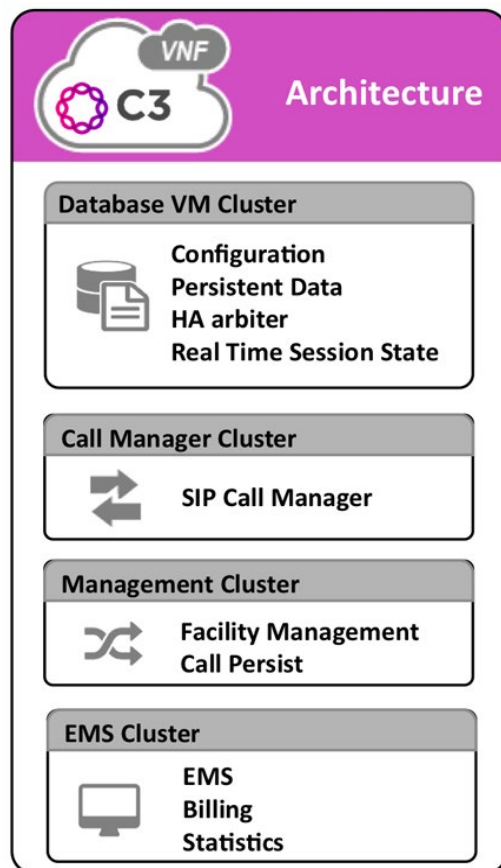 VNF
C3
Architecture
Database VM Cluster
Configuration
Persistent Data
HA arbiter
Real Time Session State
Call Manager Cluster
SIP Call Manager
Management Cluster
Facility Management
Call Persist
EMS Cluster
EMS
Billing
Statistics